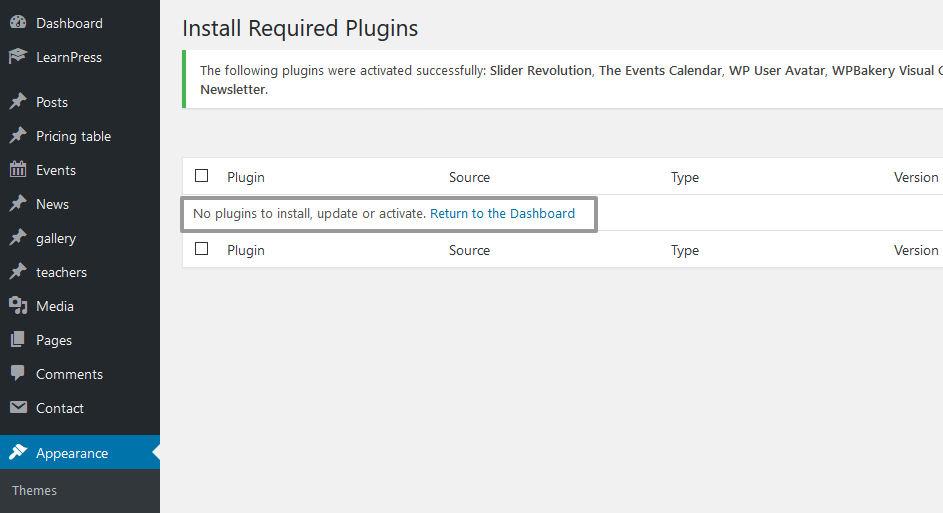 Dashboard
LearnPress
Posts
Pricing table
Events
News
gallery
teachers
Media
Pages
Comments
Contact
Appearance
Themes
Install Required Plugins
The following plugins were activated successfully: Slider Revolution, The Events Calendar, WP User Avatar, WPBakery Visual
Newsletter.
Plugin Source Type Version
No plugins to install, update or activate. Return to the Dashboard
Plugin Source Type Version